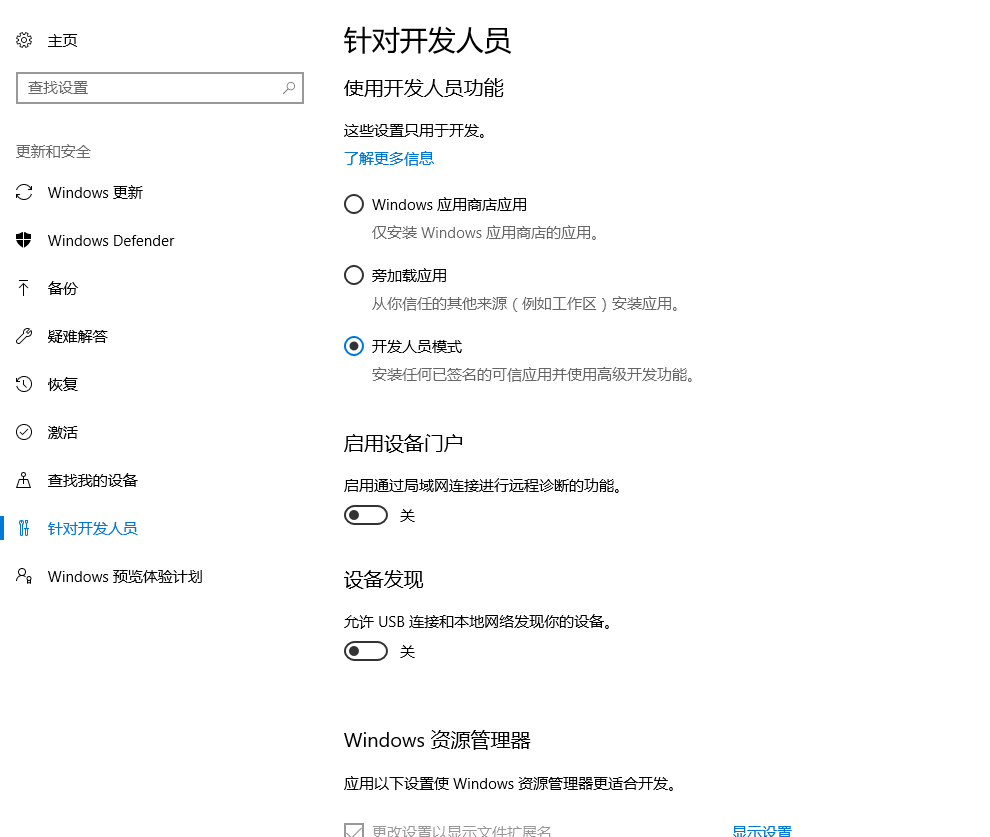 主页
查找设置
更新和安全
Windows 更新
Windows Defender
备份
疑难解答
恢复
激活
查找我的设备
针对开发人员
Windows 预览体验计划
针对开发人员
使用开发人员功能
这些设置只用于开发。
了解更多信息
Windows 应用商店应用
仅安装 Windows 应用商店的应用。
旁加载应用
从你信任的其他来源 ( 例如工作区 ) 安装应用。
开发人员模式
安装任何已签名的可信应用并使用高级开发功能。
启用设备门户
启用通过局域网连接进行远程诊断的功能。
关
设备发现
允许 USB 连接和本地网络发现你的设备。
关
Windows 资源管理器
应用以下设置使 Windows 资源管理器更适合开发。
更改设置以显示文件扩展名 显示设置